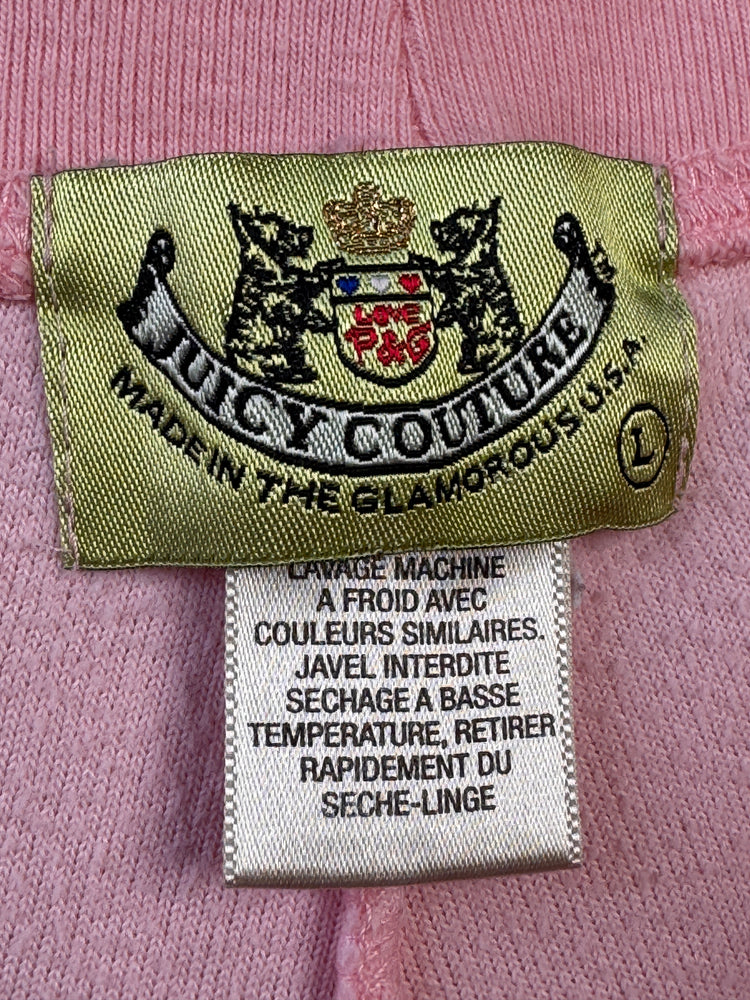 LOVE
P&G
JUICY COUTURE
MADE IN THE GLAMOROUS U.S.A
L
LAVAGE MACHINE
A FROID AVEC
COULEURS SIMILAIRES.
JAVEL INTERDITE
SECHAGE A BASSE
TEMPERATURE, RETIRER
RAPIDEMENT DU
SECHE-LINGE